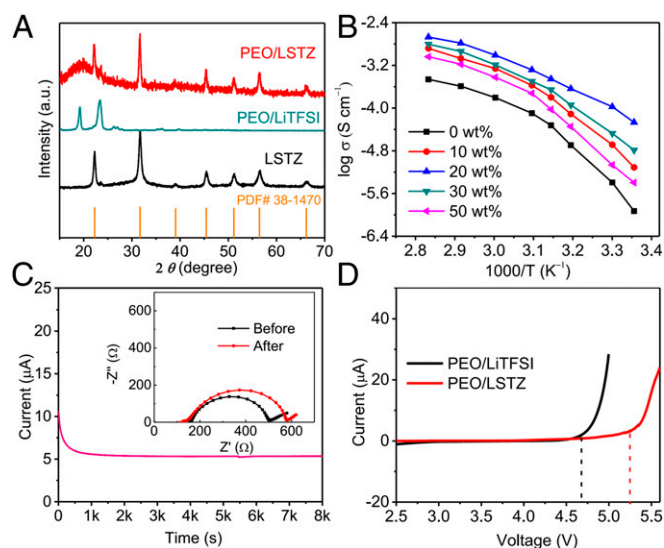 A
PEO/LSTZ
PEO/LiTFSI
LSTZ
PDF# 38-1470
Intensity (a.u.)
20 30 40 50 60 70
2 θ (degree)
B
-2.4
-3.2
-4.0
-4.8
-5.6
-6.4
log σ (S cm⁻¹)
0 wt%
10 wt%
20 wt%
30 wt%
50 wt%
2.8 2.9 3.0 3.1 3.2 3.3 3.4
1000/T (K⁻¹)
C
25
20
15
10
5
0
Current (µA)
0 1k 2k 3k 4k 5k 6k 7k 8k
Time (s)
600
400
200
0
-Z'' (Ω)
Before
After
0 200 400 600 800
Z' (Ω)
D
40
20
0
-20
Current (µA)
PEO/LiTFSI
PEO/LSTZ
2.5 3.0 3.5 4.0 4.5 5.0 5.5
Voltage (V)